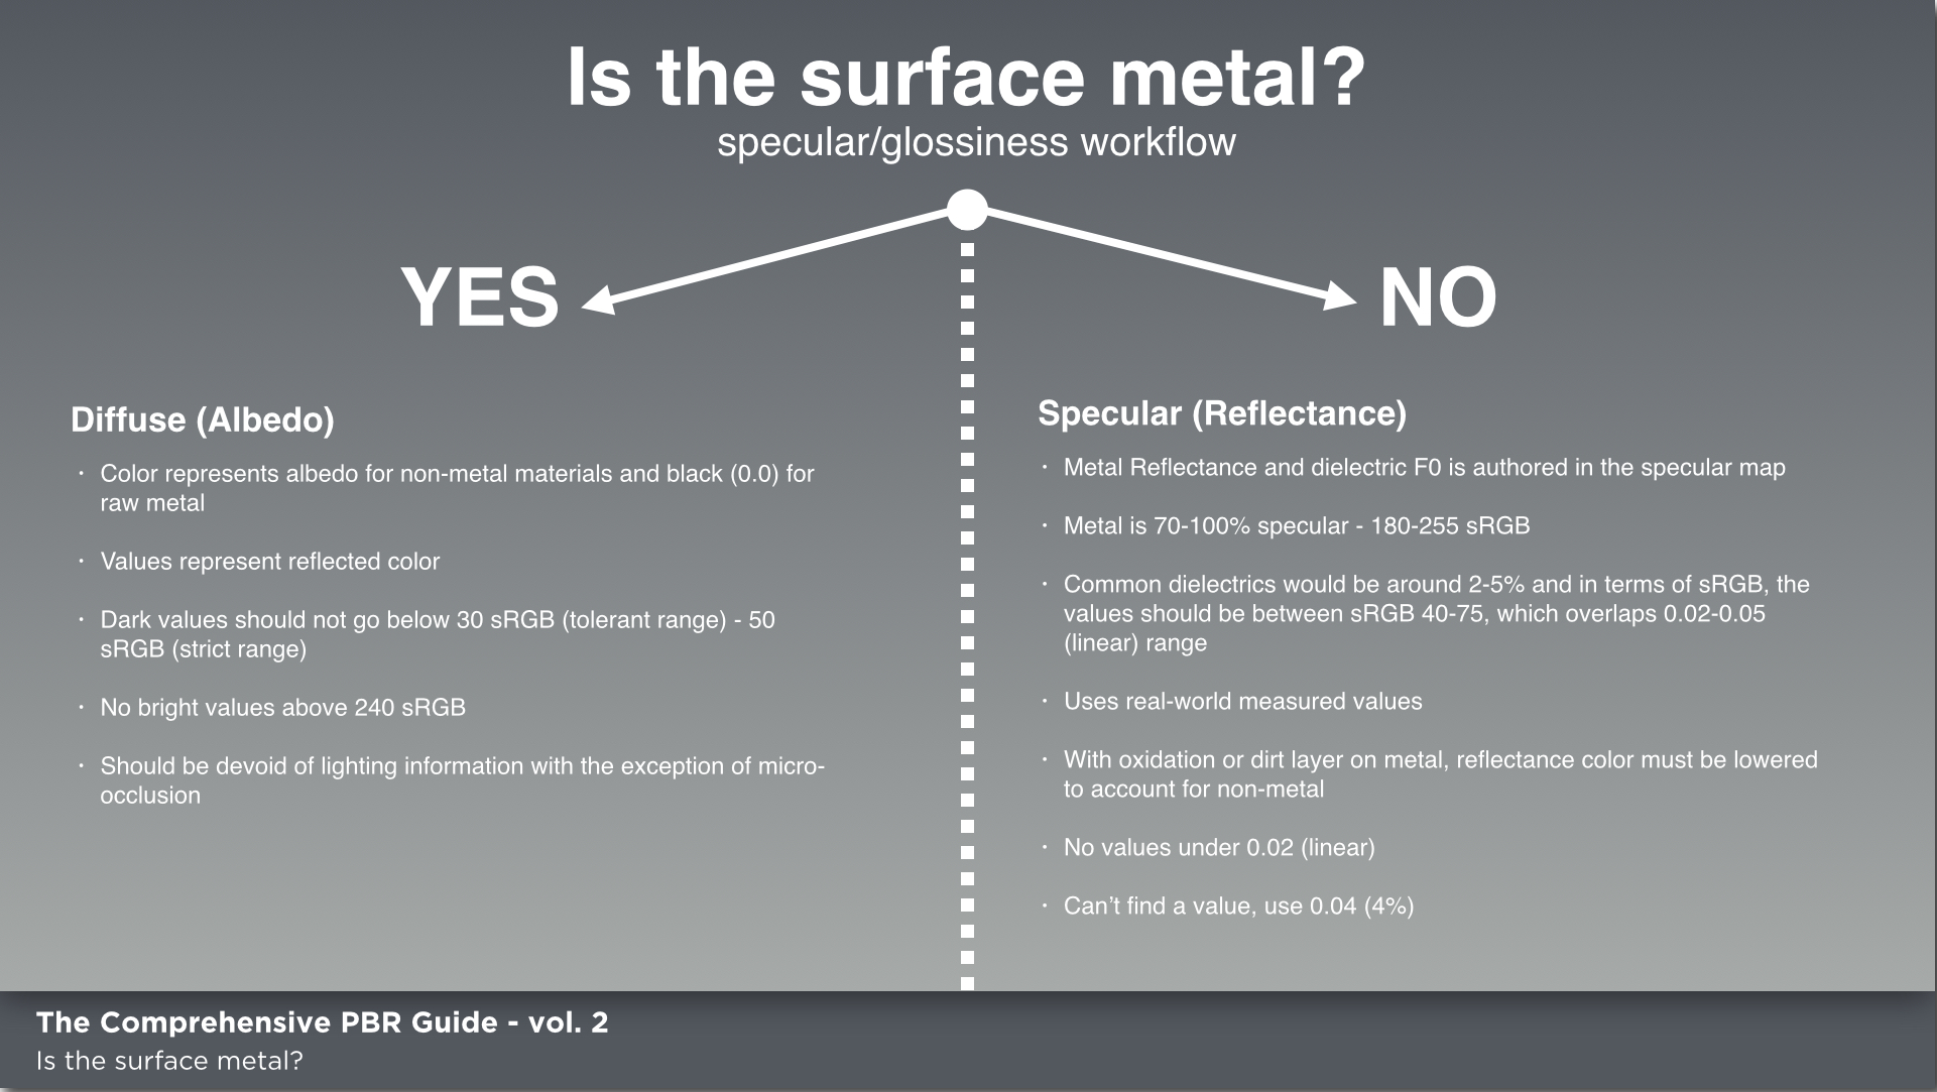 Is the surface metal?
specular/glossiness workflow
YES
NO
Diffuse (Albedo)
· Color represents albedo for non-metal materials and black (0.0) for
raw metal
· Values represent reflected color
· Dark values should not go below 30 sRGB (tolerant range) - 50
sRGB (strict range)
· No bright values above 240 sRGB
· Should be devoid of lighting information with the exception of micro-
occlusion
Specular (Reflectance)
· Metal Reflectance and dielectric F0 is authored in the specular map
· Metal is 70-100% specular - 180-255 sRGB
· Common dielectrics would be around 2-5% and in terms of sRGB, the
values should be between sRGB 40-75, which overlaps 0.02-0.05
(linear) range
· Uses real-world measured values
· With oxidation or dirt layer on metal, reflectance color must be lowered
to account for non-metal
· No values under 0.02 (linear)
· Can’t find a value, use 0.04 (4%)
The Comprehensive PBR Guide - vol. 2
Is the surface metal?